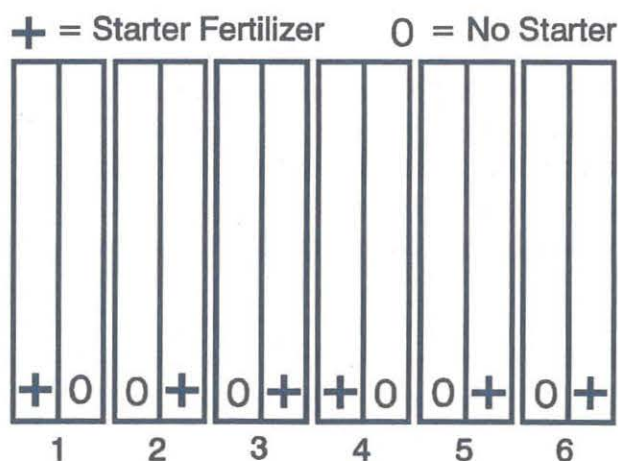 + = Starter Fertilizer 0 = No Starter
+ 0 0 + 0 + + 0 0 + 0 +
1 2 3 4 5 6